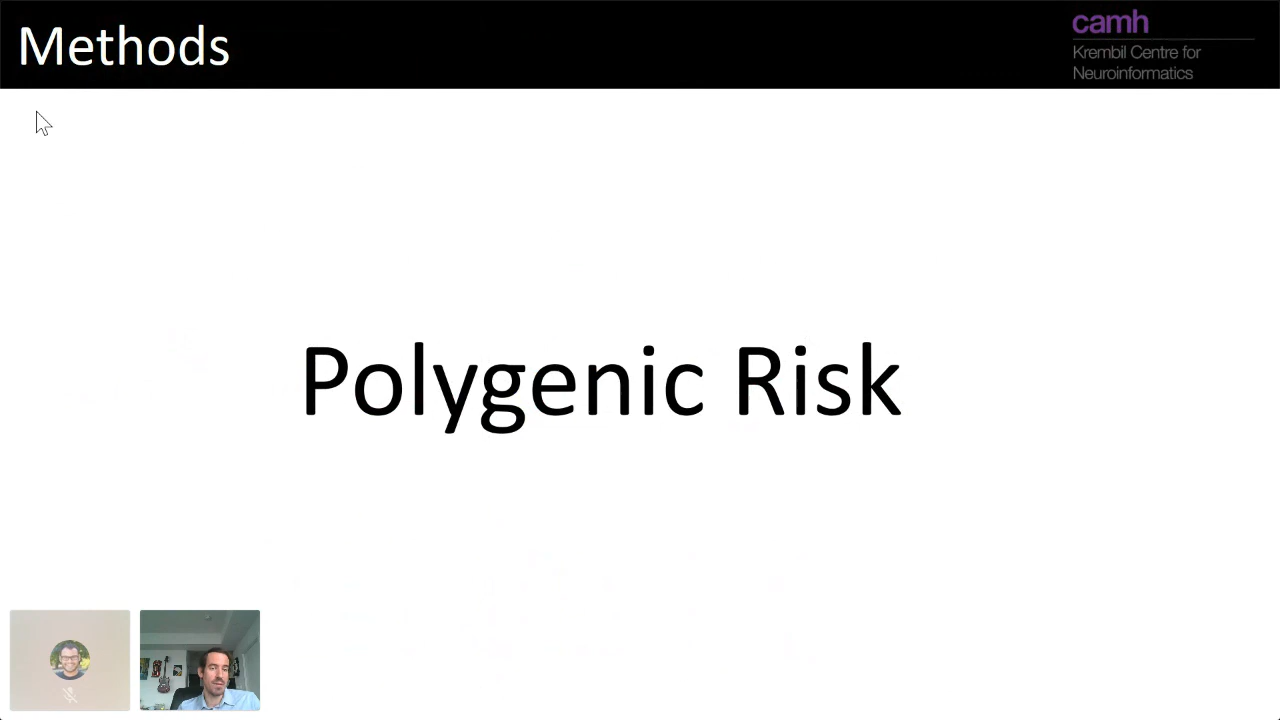 Methods
camh
Krembil Centre for
Neuroinformatics
Polygenic Risk